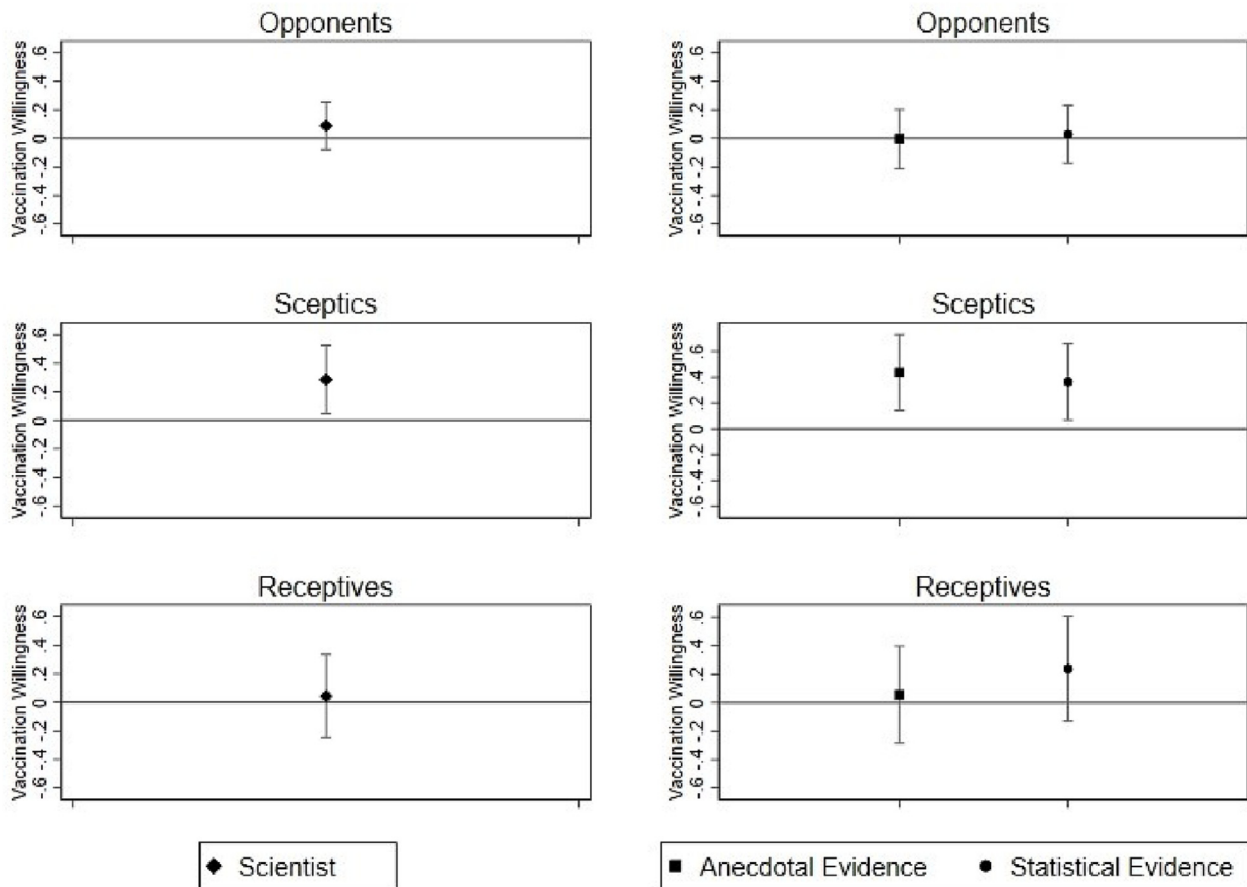 Opponents
Vaccination Willingness
-.6 -.4 -.2 0 .2 .4 .6
Opponents
Vaccination Willingness
-.6 -.4 -.2 0 .2 .4 .6
Sceptics
Vaccination Willingness
-.6 -.4 -.2 0 .2 .4 .6
Sceptics
Vaccination Willingness
-.6 -.4 -.2 0 .2 .4 .6
Receptives
Vaccination Willingness
-.6 -.4 -.2 0 .2 .4 .6
Receptives
Vaccination Willingness
-.6 -.4 -.2 0 .2 .4 .6
Scientist
Anecdotal Evidence
Statistical Evidence